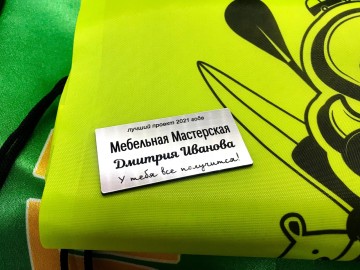 лучший проект 2021 года
Мебельная Мастерская
Дмитрия Иванова
У тебя все получится!